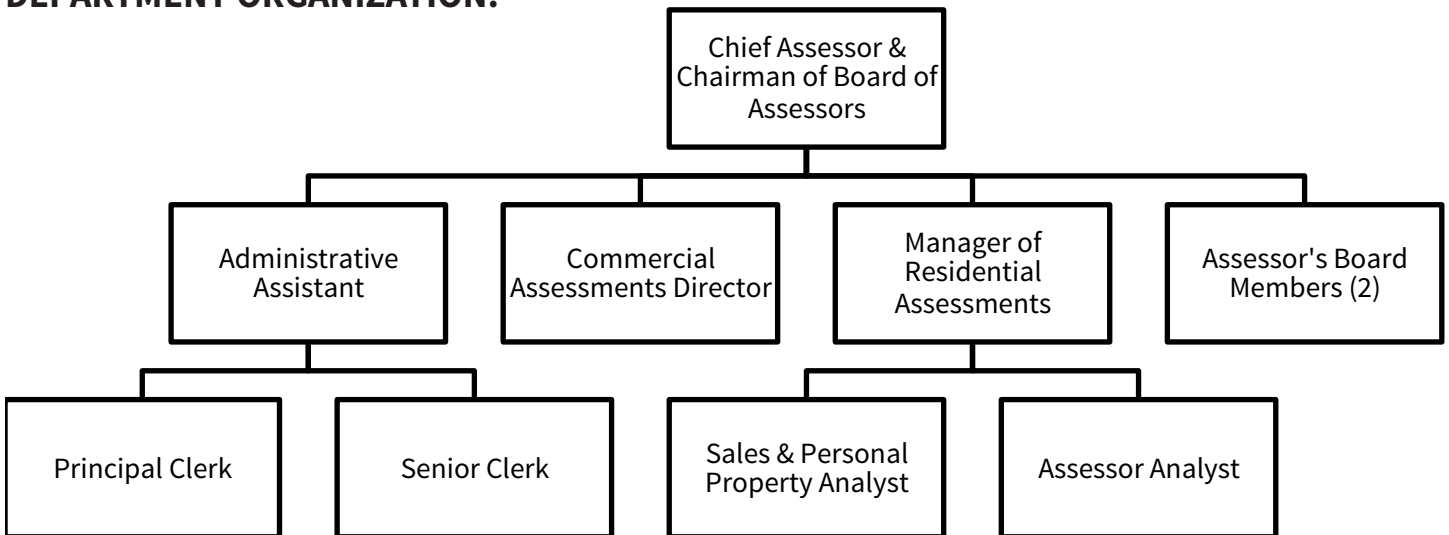 DEPARTMENT ORGANIZATION:
Chief Assessor &
Chairman of Board of
Assessors
Administrative
Assistant
Commercial
Assessments Director
Manager of
Residential
Assessments
Assessor's Board
Members (2)
Principal Clerk
Senior Clerk
Sales & Personal
Property Analyst
Assessor Analyst